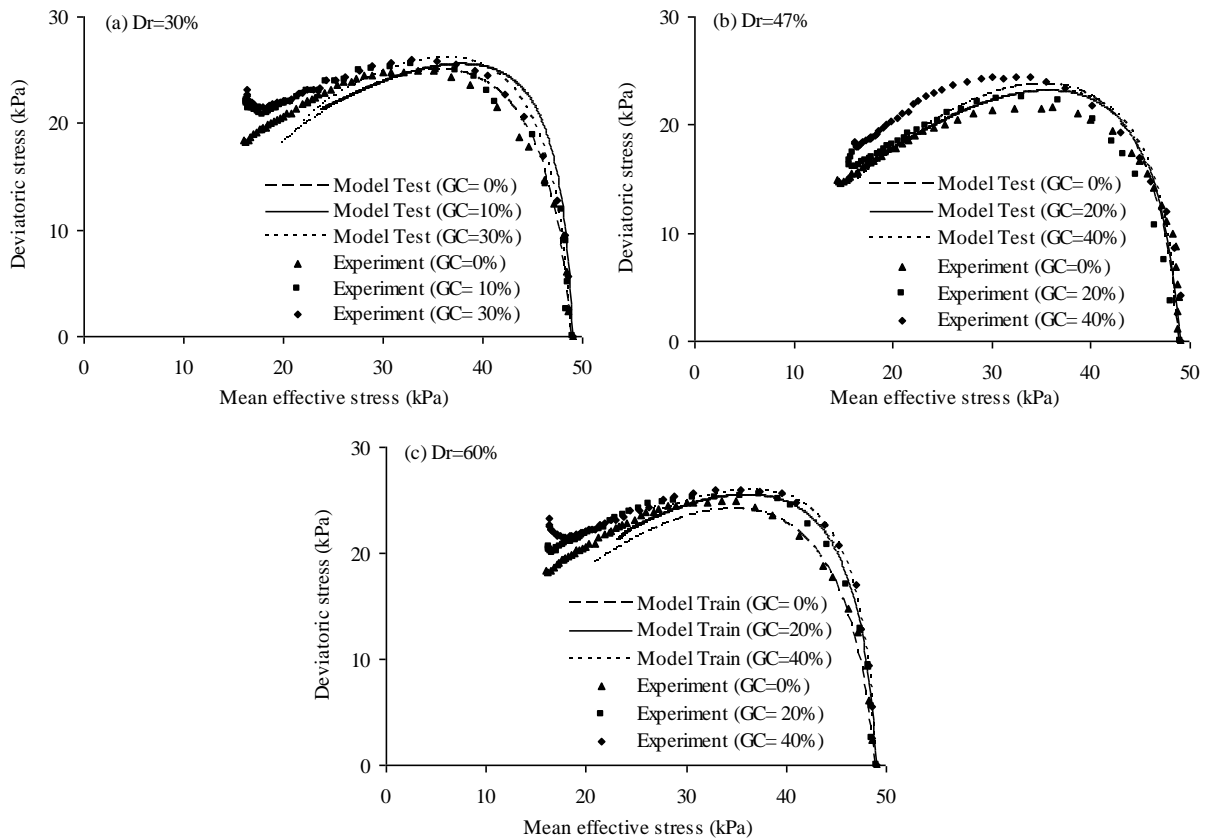 (a) Dr=30%
30
20
10
0
Deviatoric stress (kPa)
Model Test (GC= 0%)
Model Test (GC=10%)
Model Test (GC=30%)
Experiment (GC=0%)
Experiment (GC= 10%)
Experiment (GC= 30%)
0 10 20 30 40 50
Mean effective stress (kPa)
(b) Dr=47%
30
20
10
0
Deviatoric stress (kPa)
Model Test (GC= 0%)
Model Test (GC=20%)
Model Test (GC=40%)
Experiment (GC=0%)
Experiment (GC= 20%)
Experiment (GC= 40%)
0 10 20 30 40 50
Mean effective stress (kPa)
(c) Dr=60%
30
20
10
0
Deviatoric stress (kPa)
Model Train (GC= 0%)
Model Train (GC=20%)
Model Train (GC=40%)
Experiment (GC=0%)
Experiment (GC= 20%)
Experiment (GC= 40%)
0 10 20 30 40 50
Mean effective stress (kPa)